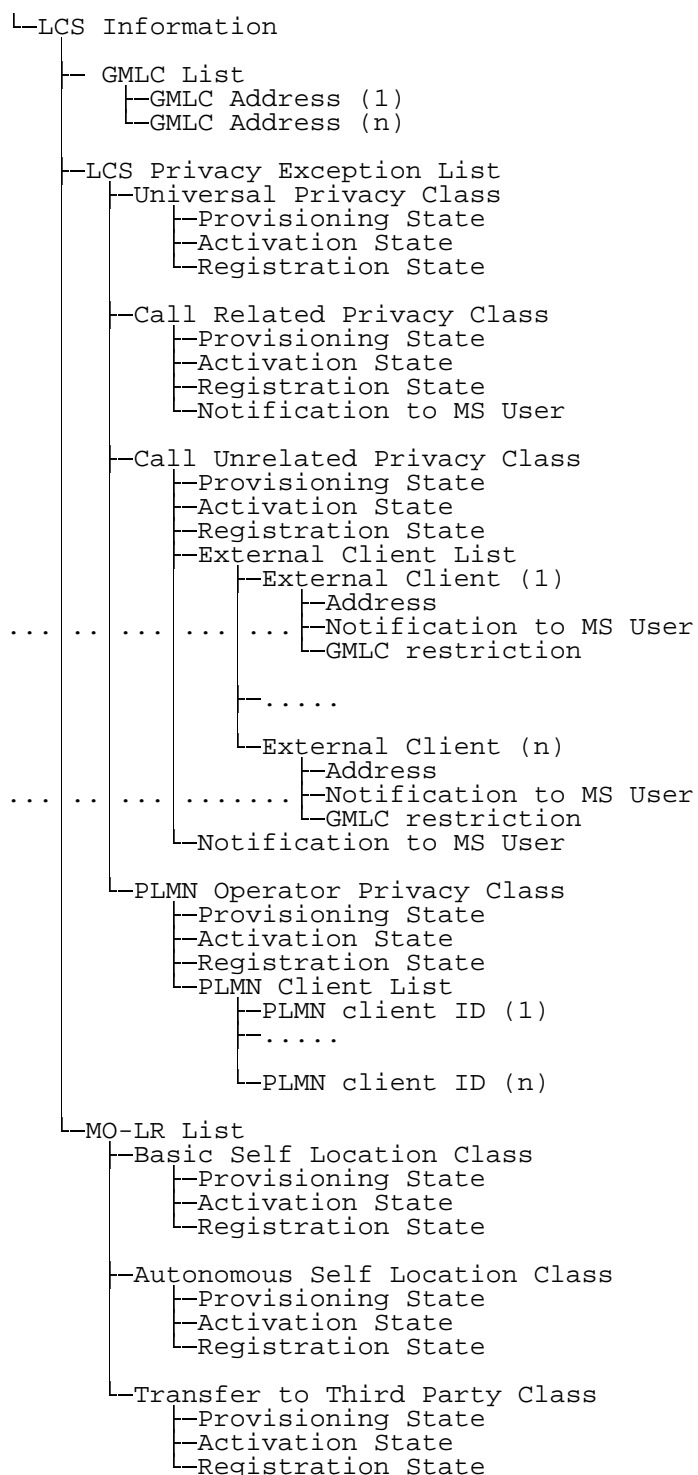 LCS Information
GMLC List
GMLC Address (1)
GMLC Address (n)
LCS Privacy Exception List
Universal Privacy Class
Provisioning State
Activation State
Registration State
Call Related Privacy Class
Provisioning State
Activation State
Registration State
Notification to MS User
Call Unrelated Privacy Class
Provisioning State
Activation State
Registration State
External Client List
External Client (1)
Address
... .. ... ... ... Notification to MS User
GMLC restriction
.....
External Client (n)
Address
... .. ... ....... Notification to MS User
GMLC restriction
Notification to MS User
PLMN Operator Privacy Class
Provisioning State
Activation State
Registration State
PLMN Client List
PLMN client ID (1)
.....
PLMN client ID (n)
MO-LR List
Basic Self Location Class
Provisioning State
Activation State
Registration State
Autonomous Self Location Class
Provisioning State
Activation State
Registration State
Transfer to Third Party Class
Provisioning State
Activation State
Registration State